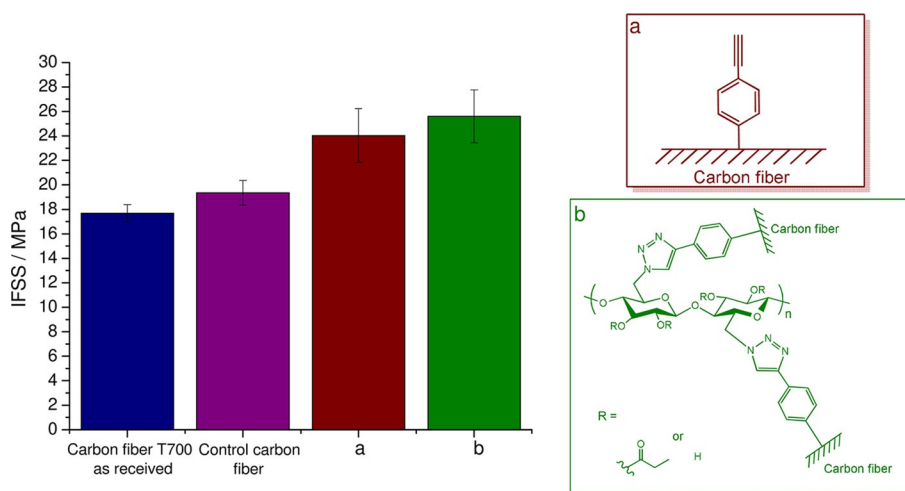 IFSS / MPa
30
28
26
24
22
20
18
16
14
12
10
8
6
4
2
0
Carbon fiber T700
as received
Control carbon
fiber
a
b
a
Carbon fiber
b
Carbon fiber
N
N
N
O
RO
OR
O
O
RO
OR
O
O
n
N
N
N
R =
O
or
H
Carbon fiber